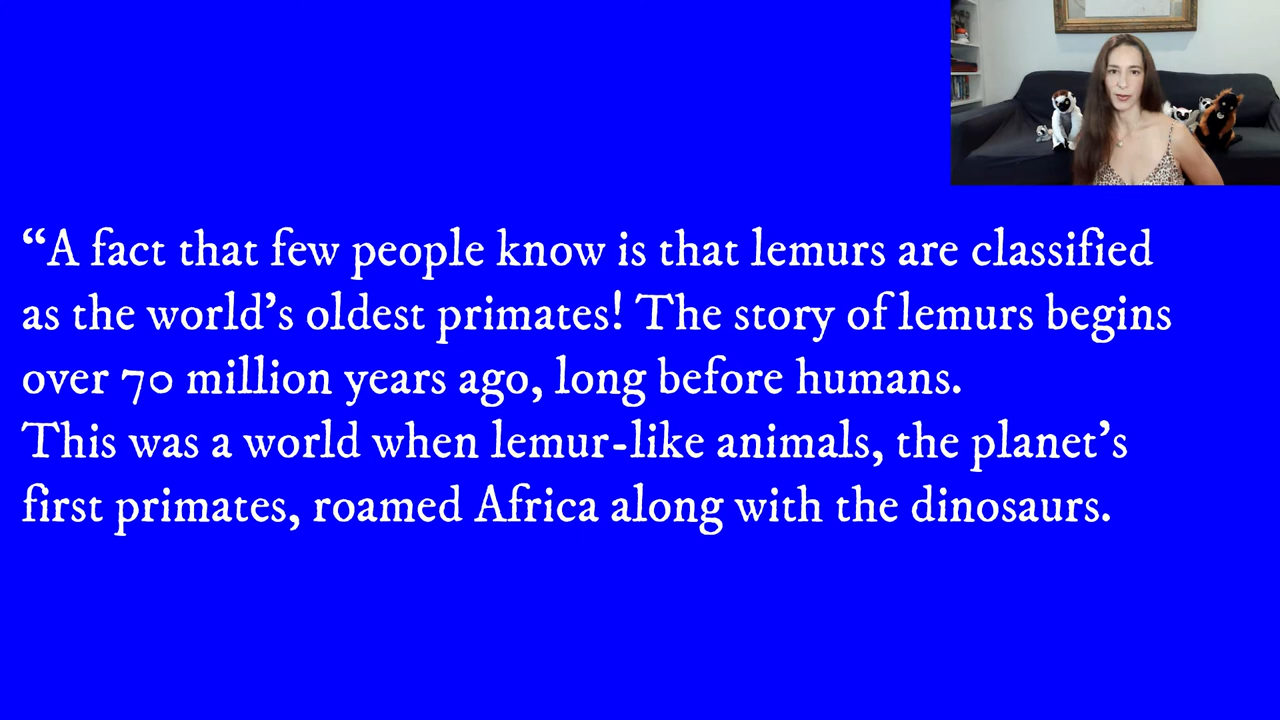 “A fact that few people know is that lemurs are classified
as the world’s oldest primates! The story of lemurs begins
over 70 million years ago, long before humans.
This was a world when lemur-like animals, the planet’s
first primates, roamed Africa along with the dinosaurs.